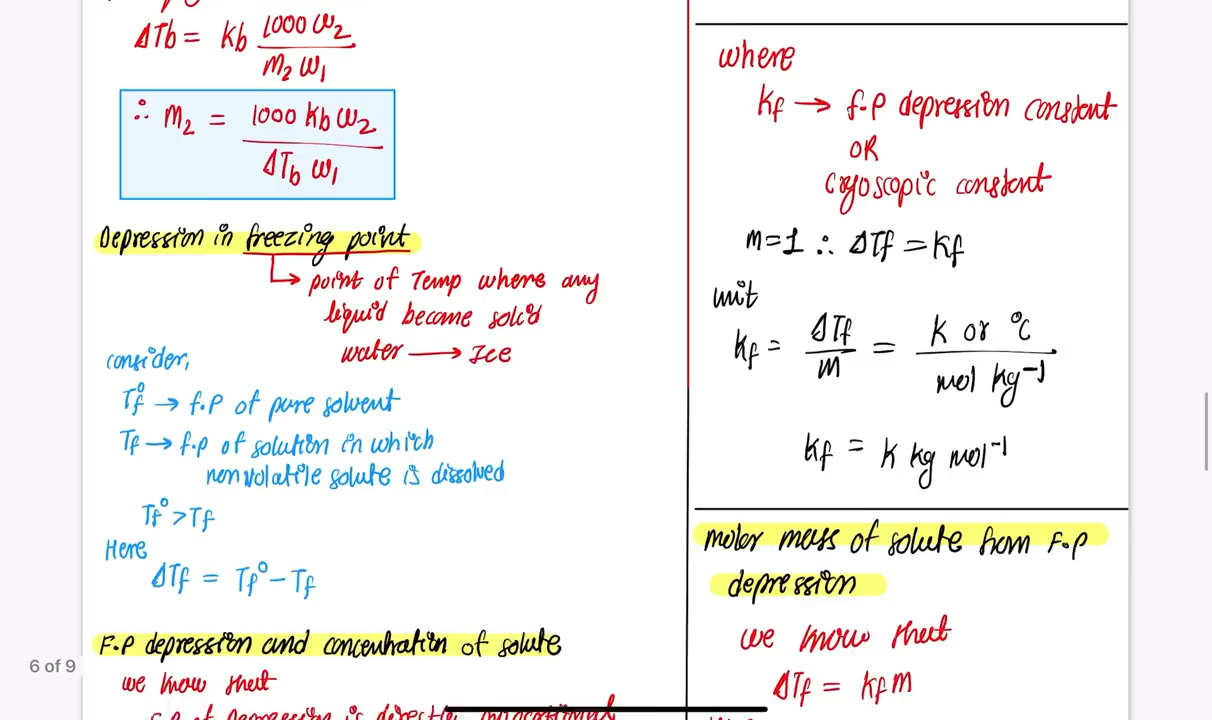 ΔTb = Kb 1000 ω₂ / M₂ ω₁
∴ M₂ = 1000 Kb ω₂ / ΔTb ω₁
Depression in freezing point
↳ point of Temp where any
liquid become solid
water → Ice
consider,
Tf° → f.p of pure solvent
Tf → f.p of solution in which
nonvolatile solute is dissolved
Tf° > Tf
Here
ΔTf = Tf° - Tf
F.p depression and concentration of solute
we know that
6 of 9
where
Kf → f.p depression constant
OR
cryoscopic constant
m=1 ∴ ΔTf = Kf
unit
Kf = ΔTf / m = K or °C / mol kg⁻¹
Kf = K kg mol⁻¹
molar mass of solute from F.p
depression
we know that
ΔTf = Kf m